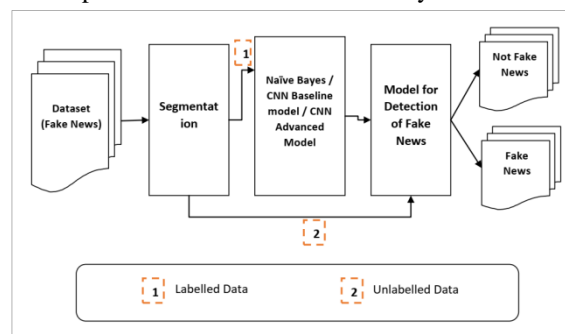 1
Dataset
(Fake News)
Segmentat
ion
Naïve Bayes /
CNN Baseline
model / CNN
Advanced
Model
Model for
Detection
of Fake
News
Not Fake
News
Fake
News
2
1 Labelled Data
2 Unlabelled Data